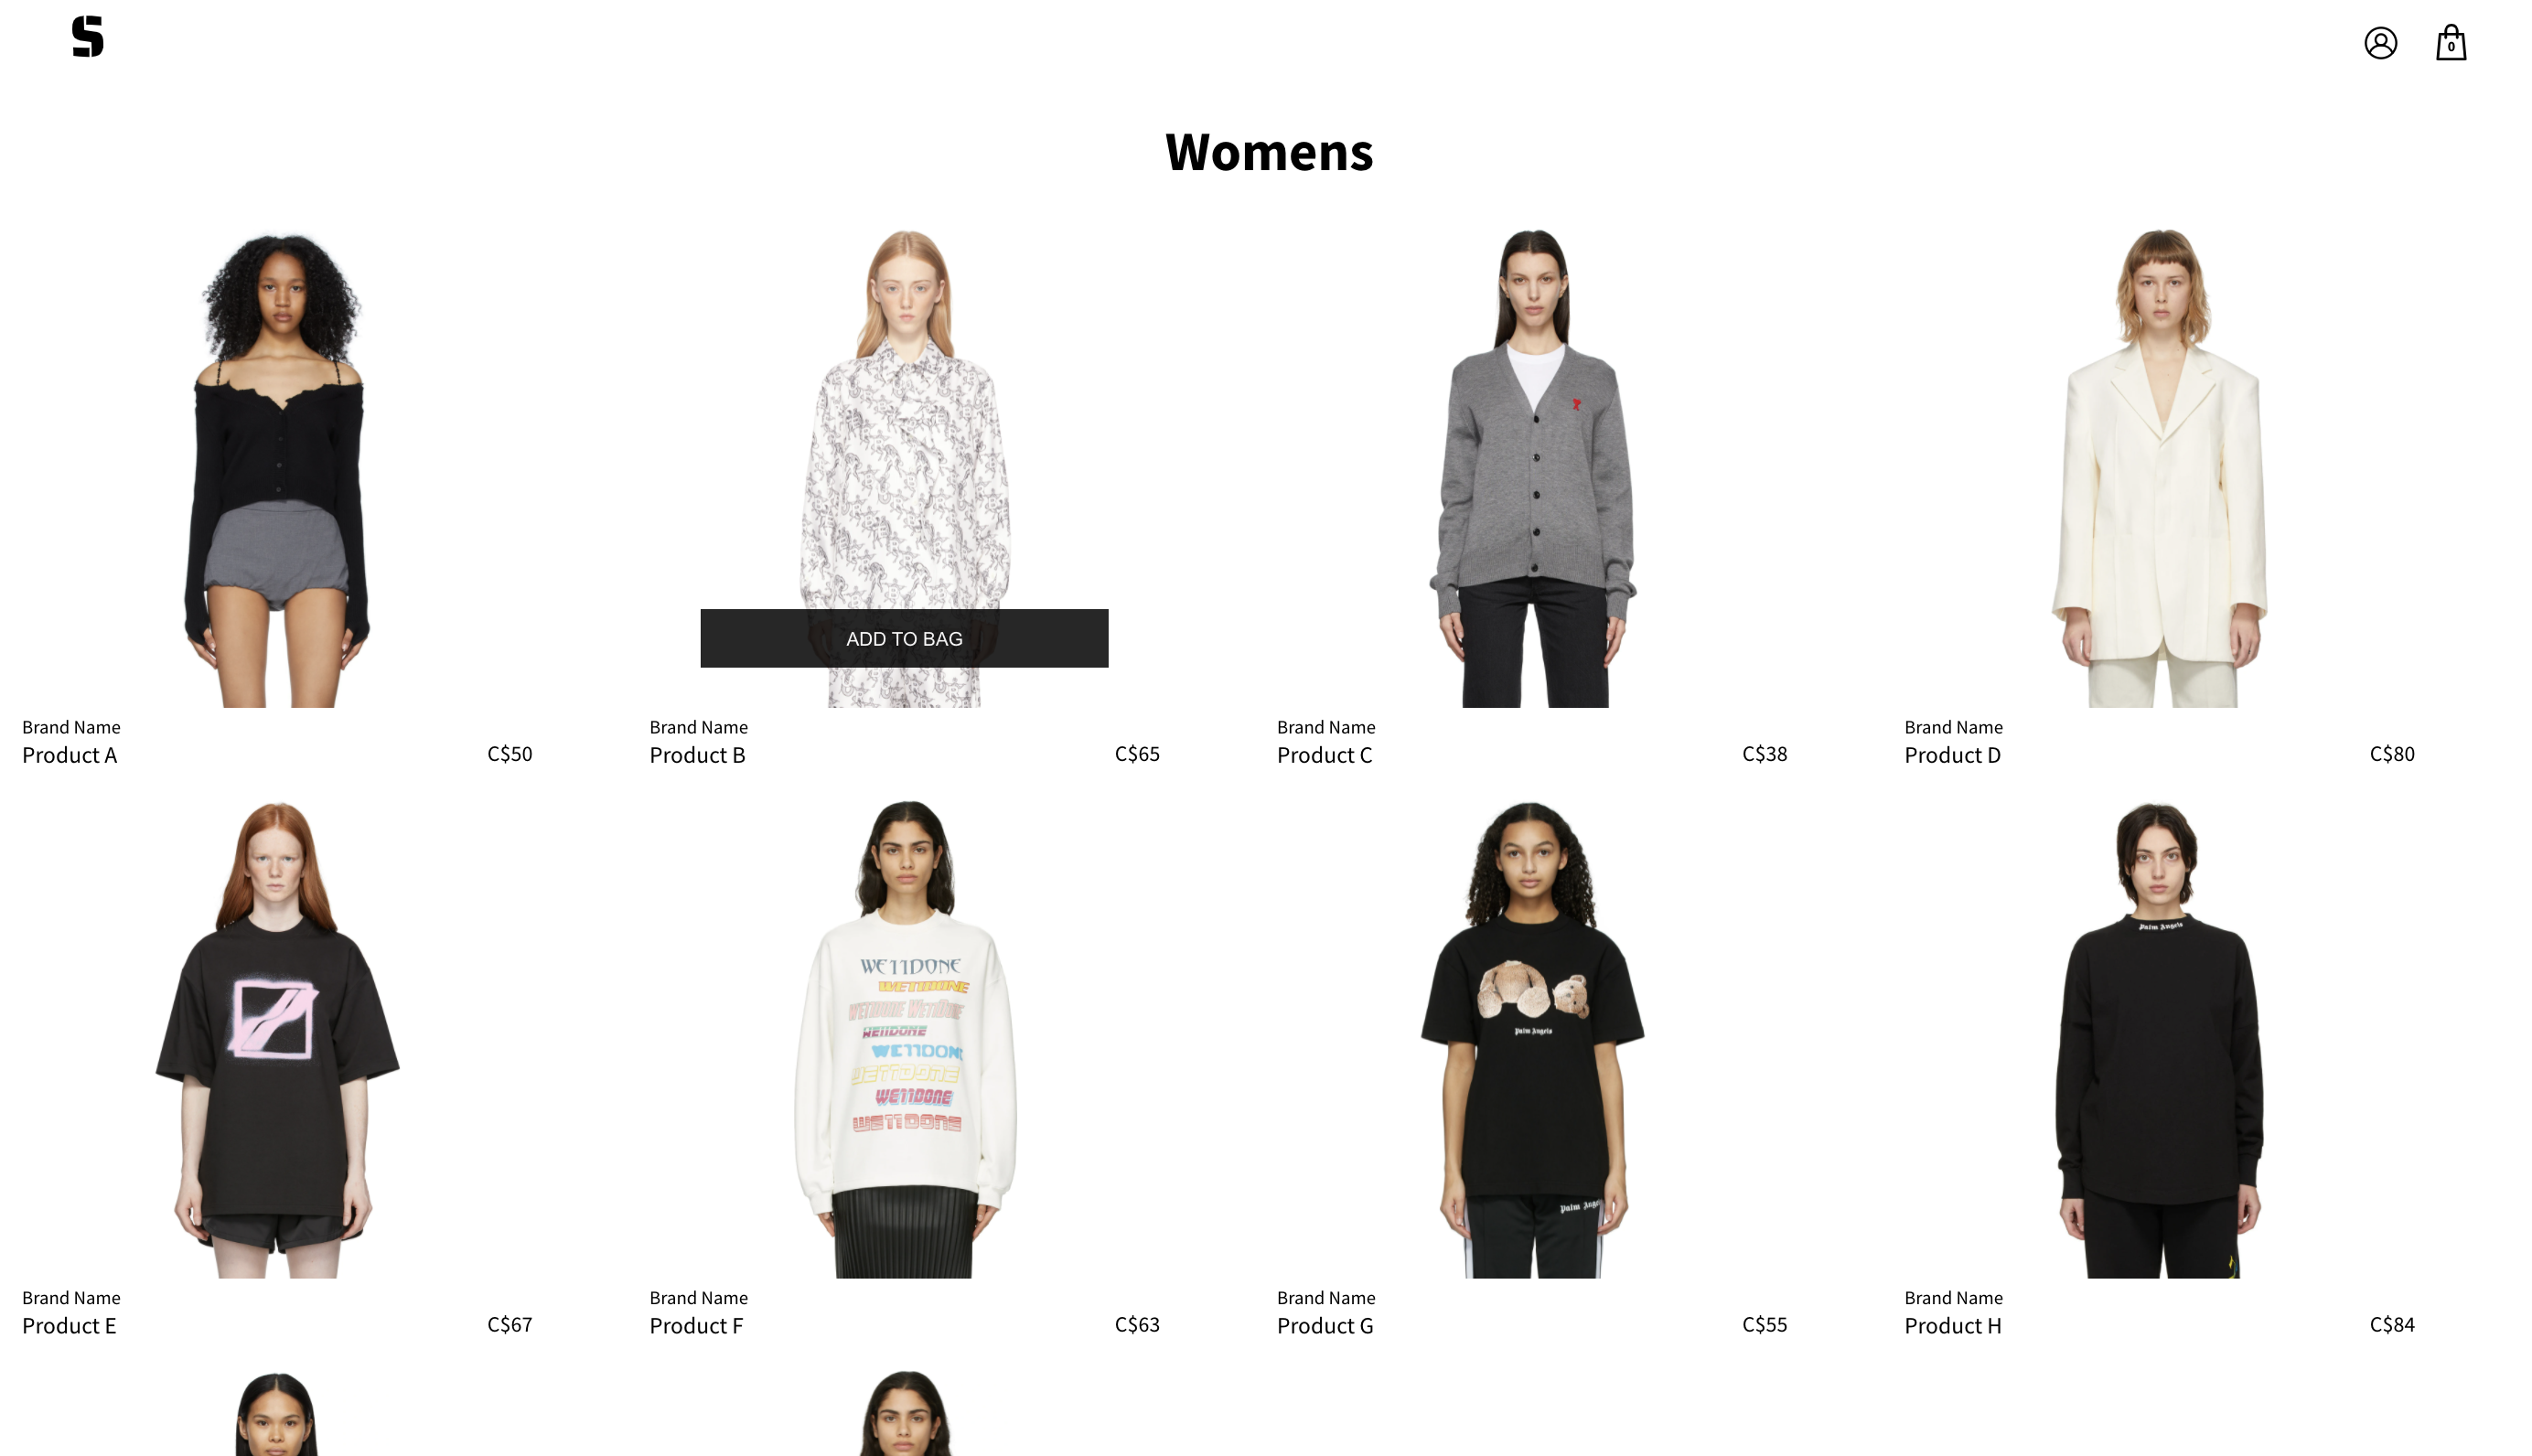 S
0
Womens
ADD TO BAG
Brand Name
Product A
C$50
Brand Name
Product B
C$65
Brand Name
Product C
C$38
Brand Name
Product D
C$80
WE11DONE
WE11DONE
WE11DONE WE11DONE
WE11DONE
WE11DONE
WE11DONE
WE11DONE
WE11DONE
Palm Angels
Palm Angels
Palm Angels
Brand Name
Product E
C$67
Brand Name
Product F
C$63
Brand Name
Product G
C$55
Brand Name
Product H
C$84